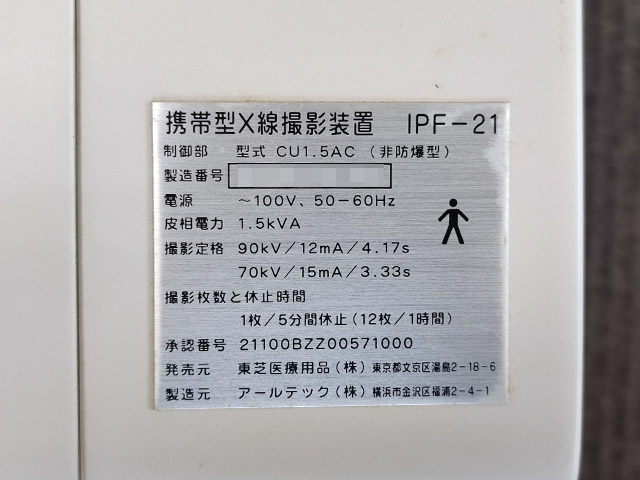 携帯型X線撮影装置 IPF-21
制御部 型式 CU1.5AC (非防爆型)
製造番号
電源 ~100V、50-60Hz
皮相電力 1.5kVA
撮影定格 90kV/12mA/4.17s
70kV/15mA/3.33s
撮影枚数と休止時間
1枚/5分間休止(12枚/1時間)
承認番号 21100BZZ00571000
発売元 東芝医療用品(株) 東京都文京区湯島2-18-6
製造元 アールテック(株) 横浜市金沢区福浦2-4-1